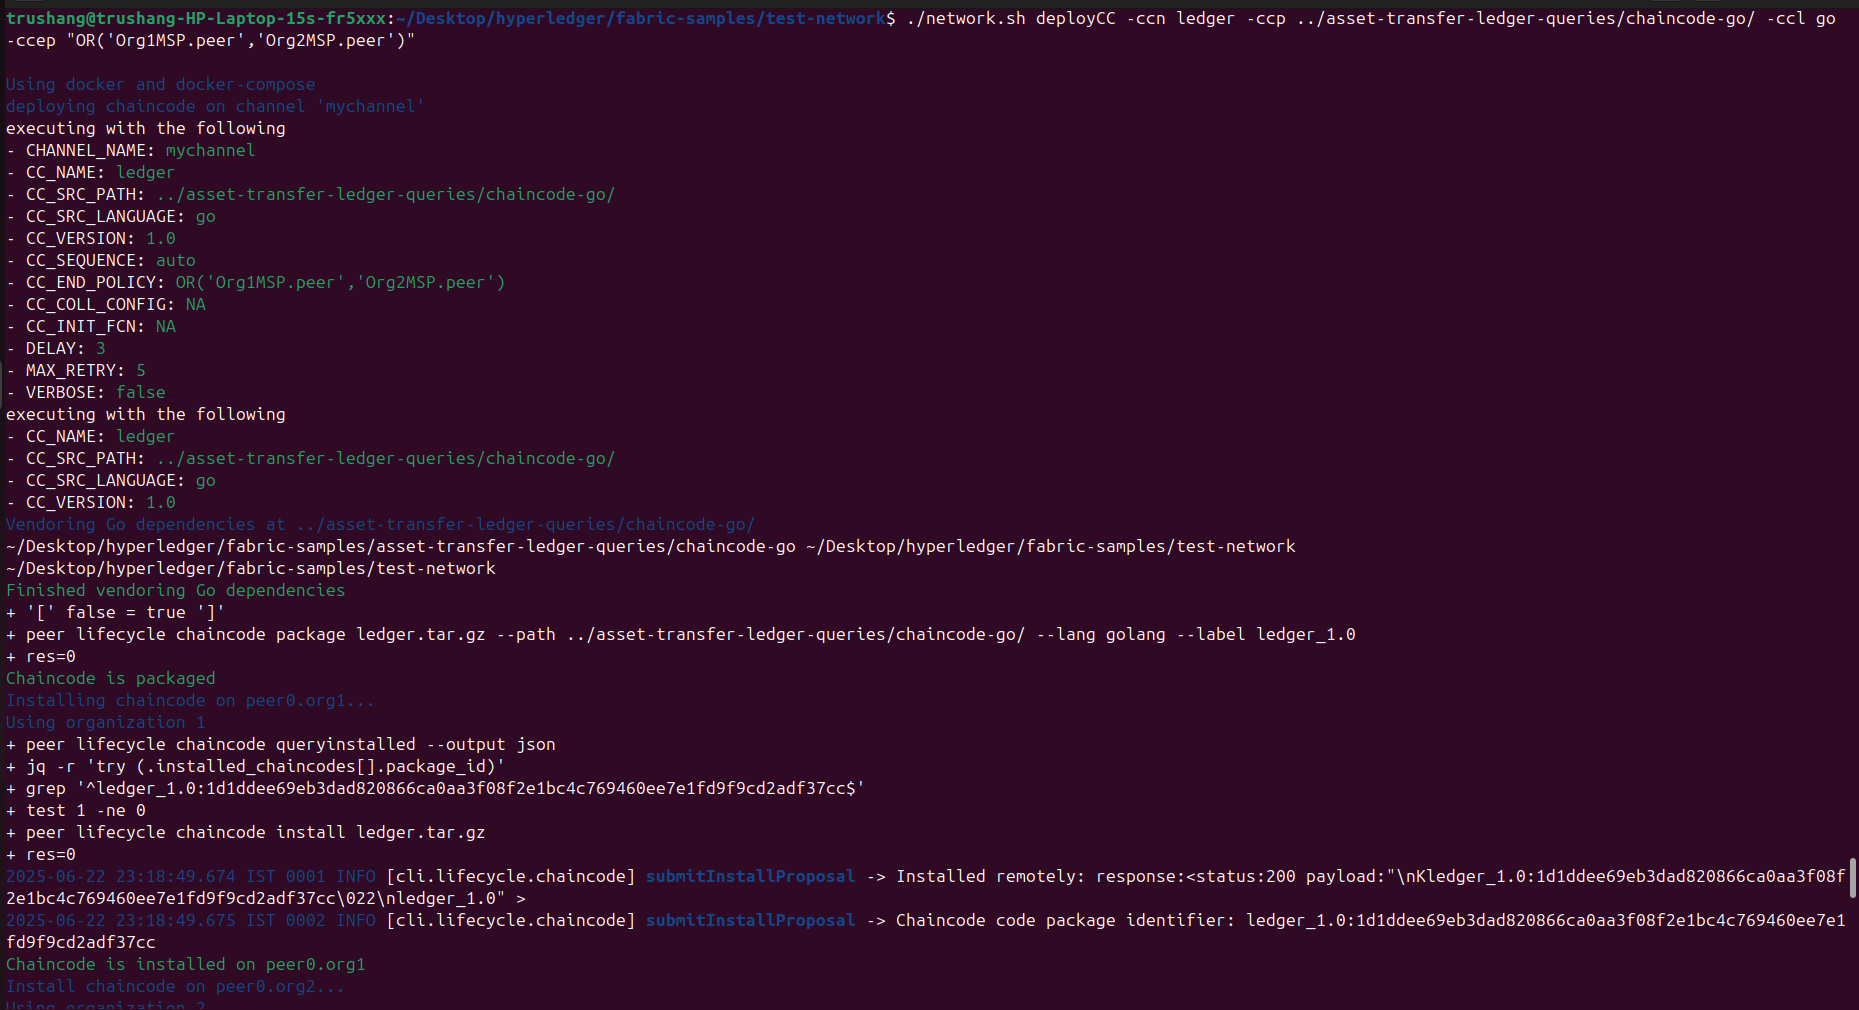 trushang@trushang-HP-Laptop-15s-fr5xxx:~/Desktop/hyperledger/fabric-samples/test-network$ ./network.sh deployCC -ccn ledger -ccp ../asset-transfer-ledger-queries/chaincode-go/ -ccl go
-ccep "OR('Org1MSP.peer','Org2MSP.peer')"
Using docker and docker-compose
deploying chaincode on channel 'mychannel'
executing with the following
- CHANNEL_NAME: mychannel
- CC_NAME: ledger
- CC_SRC_PATH: ../asset-transfer-ledger-queries/chaincode-go/
- CC_SRC_LANGUAGE: go
- CC_VERSION: 1.0
- CC_SEQUENCE: auto
- CC_END_POLICY: OR('Org1MSP.peer','Org2MSP.peer')
- CC_COLL_CONFIG: NA
- CC_INIT_FCN: NA
- DELAY: 3
- MAX_RETRY: 5
- VERBOSE: false
executing with the following
- CC_NAME: ledger
- CC_SRC_PATH: ../asset-transfer-ledger-queries/chaincode-go/
- CC_SRC_LANGUAGE: go
- CC_VERSION: 1.0
Vendoring Go dependencies at ../asset-transfer-ledger-queries/chaincode-go/
~/Desktop/hyperledger/fabric-samples/asset-transfer-ledger-queries/chaincode-go ~/Desktop/hyperledger/fabric-samples/test-network
~/Desktop/hyperledger/fabric-samples/test-network
Finished vendoring Go dependencies
+ '[' false = true ']'
+ peer lifecycle chaincode package ledger.tar.gz --path ../asset-transfer-ledger-queries/chaincode-go/ --lang golang --label ledger_1.0
+ res=0
Chaincode is packaged
Installing chaincode on peer0.org1...
Using organization 1
+ peer lifecycle chaincode queryinstalled --output json
+ jq -r 'try (.installed_chaincodes[].package_id)'
+ grep '^ledger_1.0:1d1ddee69eb3dad820866ca0aa3f08f2e1bc4c769460ee7e1fd9f9cd2adf37cc$'
+ test 1 -ne 0
+ peer lifecycle chaincode install ledger.tar.gz
+ res=0
2025-06-22 23:18:49.674 IST 0001 INFO [cli.lifecycle.chaincode] submitInstallProposal -> Installed remotely: response:<status:200 payload:"\nKledger_1.0:1d1ddee69eb3dad820866ca0aa3f08f
2e1bc4c769460ee7e1fd9f9cd2adf37cc\022\nledger_1.0" >
2025-06-22 23:18:49.675 IST 0002 INFO [cli.lifecycle.chaincode] submitInstallProposal -> Chaincode code package identifier: ledger_1.0:1d1ddee69eb3dad820866ca0aa3f08f2e1bc4c769460ee7e1
fd9f9cd2adf37cc
Chaincode is installed on peer0.org1
Install chaincode on peer0.org2...
Using organization 2